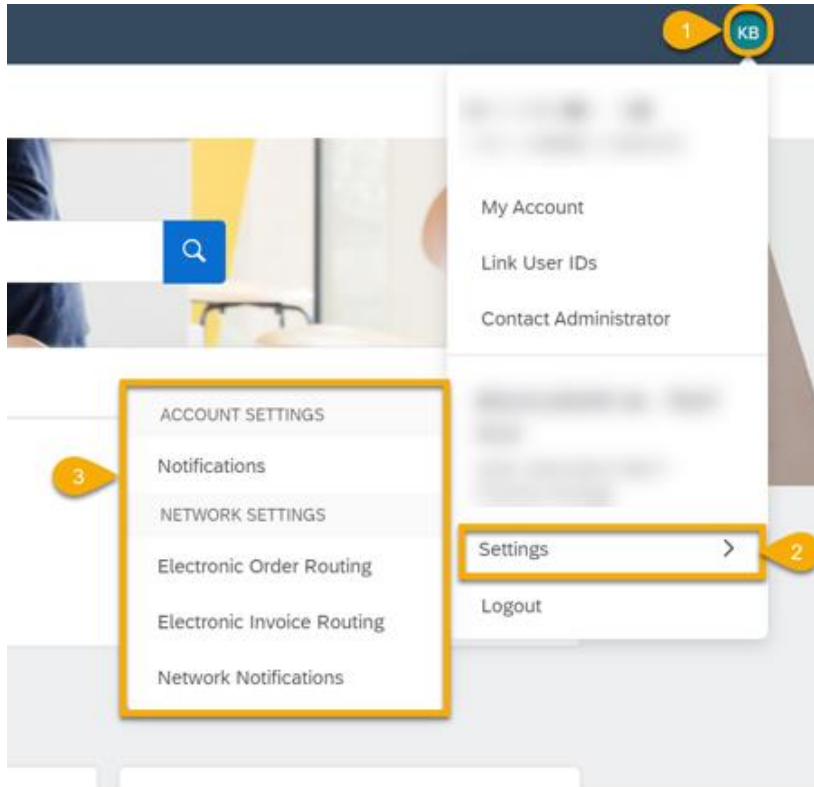 1
KB
My Account
Link User IDs
Contact Administrator
Settings
2
Logout
3
ACCOUNT SETTINGS
Notifications
NETWORK SETTINGS
Electronic Order Routing
Electronic Invoice Routing
Network Notifications